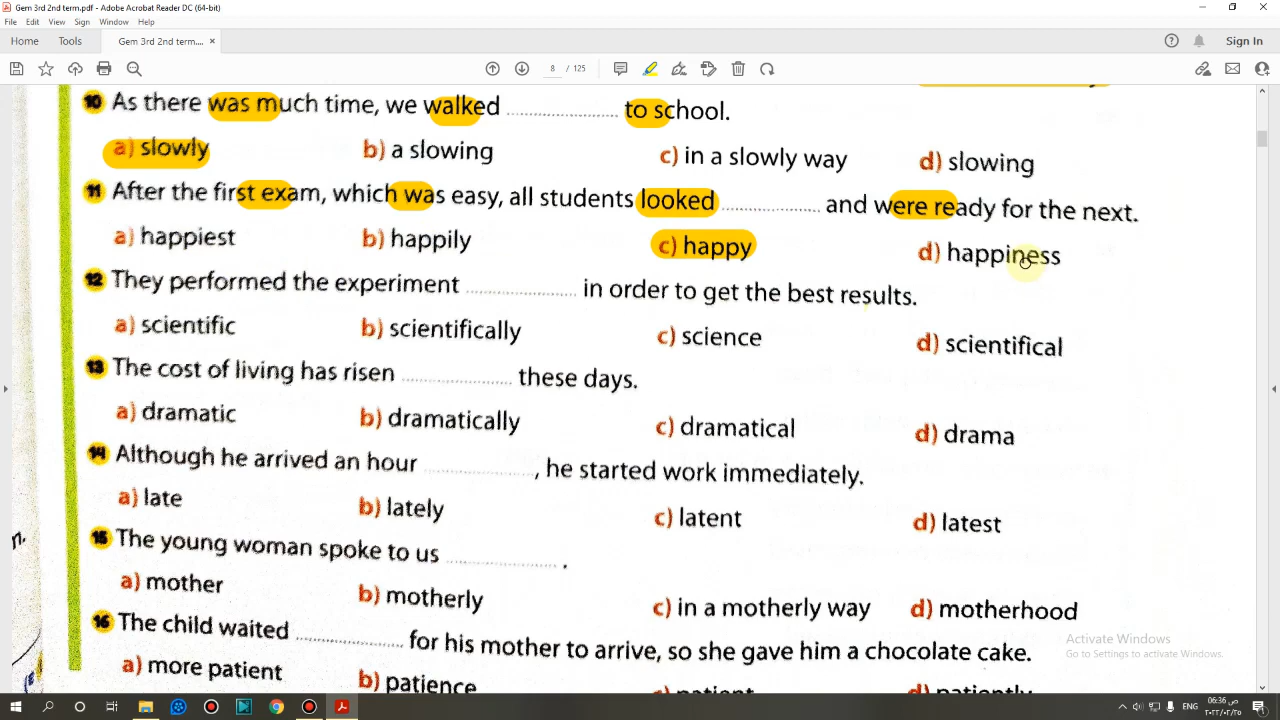 Gem 3rd 2nd term.pdf - Adobe Acrobat Reader DC (64-bit)
File Edit View Sign Window Help
Home Tools Gem 3rd 2nd term.... × Sign In
8 / 125
10 As there was much time, we walked .................... to school.
a) slowly b) a slowing c) in a slowly way d) slowing
11 After the first exam, which was easy, all students looked .................... and were ready for the next.
a) happiest b) happily c) happy d) happiness
12 They performed the experiment .................... in order to get the best results.
a) scientific b) scientifically c) science d) scientifical
13 The cost of living has risen .................... these days.
a) dramatic b) dramatically c) dramatical d) drama
14 Although he arrived an hour .................... , he started work immediately.
a) late b) lately c) latent d) latest
15 The young woman spoke to us .................... .
a) mother b) motherly c) in a motherly way d) motherhood
16 The child waited .................... for his mother to arrive, so she gave him a chocolate cake.
a) more patient b) patience c) patient d) patiently
Activate Windows
Go to Settings to activate Windows.
ENG
06:36 ص